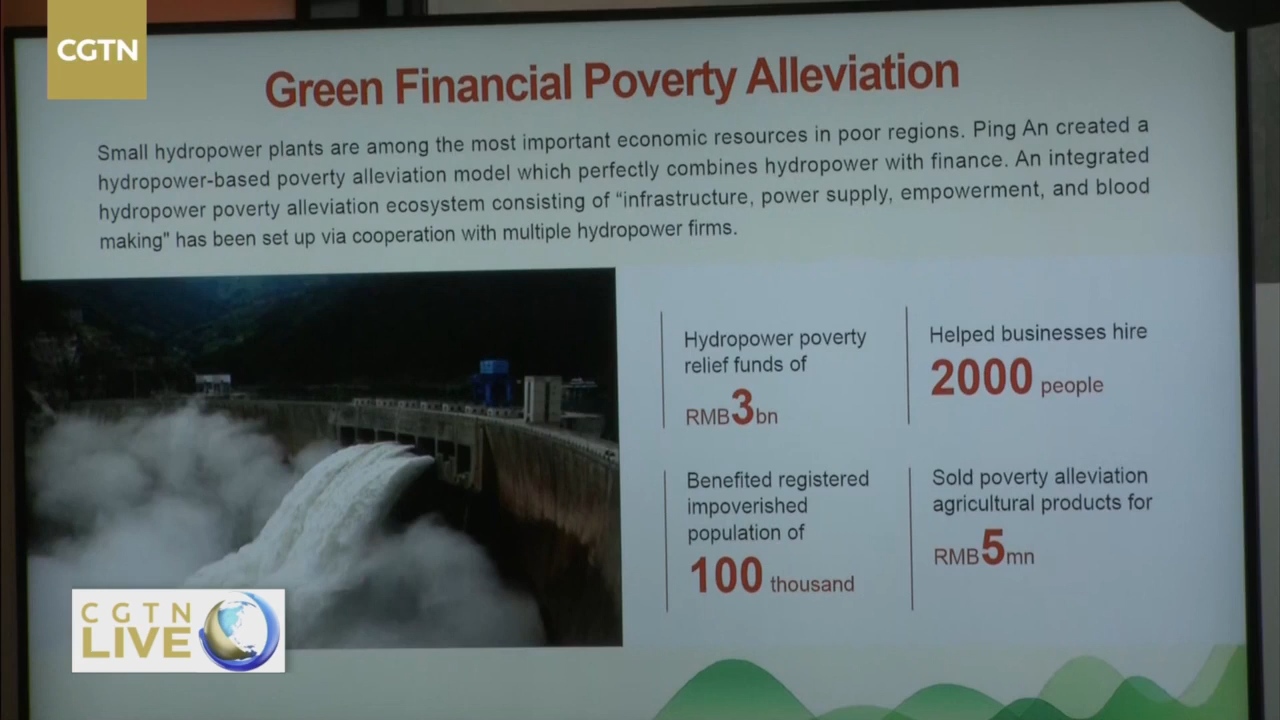 CGTN
Green Financial Poverty Alleviation
Small hydropower plants are among the most important economic resources in poor regions. Ping An created a
hydropower-based poverty alleviation model which perfectly combines hydropower with finance. An integrated
hydropower poverty alleviation ecosystem consisting of “infrastructure, power supply, empowerment, and blood
making" has been set up via cooperation with multiple hydropower firms.
Hydropower poverty
relief funds of
RMB3bn
Helped businesses hire
2000 people
Benefited registered
impoverished
population of
100 thousand
Sold poverty alleviation
agricultural products for
RMB5mn
CGTN
LIVE